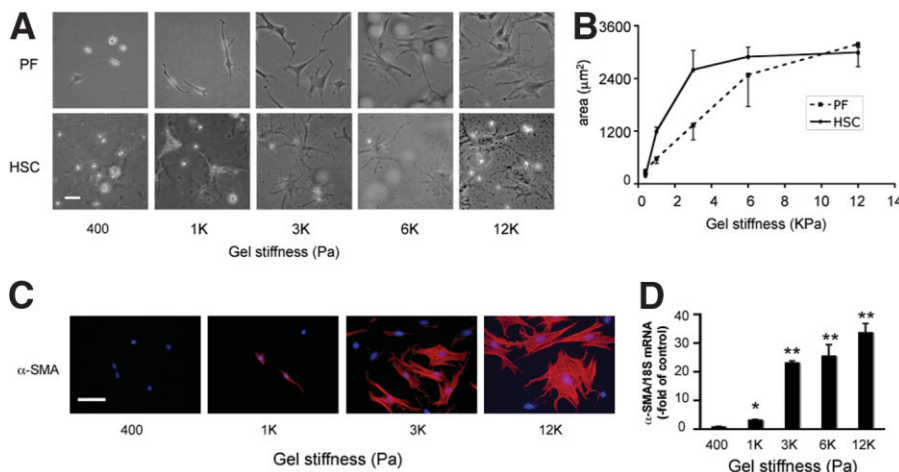 A
PF
HSC
400 1K 3K 6K 12K
Gel stiffness (Pa)
B
area (μm²)
3600
2400
1200
0
PF
HSC
0 2 4 6 8 10 12 14
Gel stiffness (KPa)
C
α-SMA
400 1K 3K 12K
Gel stiffness (Pa)
D
α-SMA/18S mRNA
(-fold of control)
40
30
20
10
0
*
**
**
**
400 1K 3K 6K 12K
Gel stiffness (Pa)